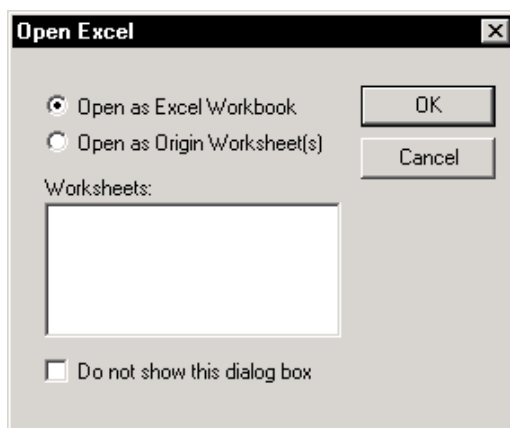 Open Excel
Open as Excel Workbook
OK
Open as Origin Worksheet(s)
Cancel
Worksheets:
Do not show this dialog box